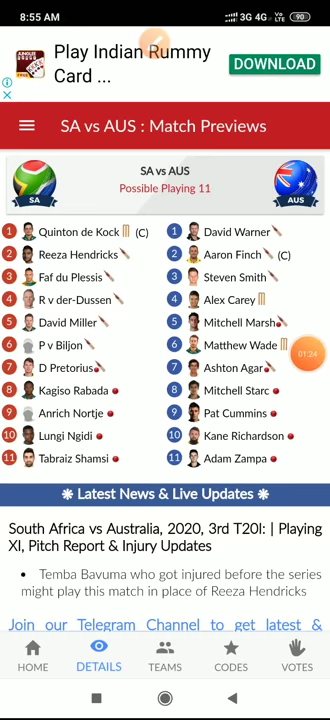 8:55 AM 3G 4G Vo LTE 90
Play Indian Rummy
Card ...
DOWNLOAD
SA vs AUS : Match Previews
SA vs AUS
Possible Playing 11
SA
AUS
1 Quinton de Kock (C)
2 Reeza Hendricks
3 Faf du Plessis
4 R v der-Dussen
5 David Miller
6 P v Biljon
7 D Pretorius
8 Kagiso Rabada
9 Anrich Nortje
10 Lungi Ngidi
11 Tabraiz Shamsi
1 David Warner
2 Aaron Finch (C)
3 Steven Smith
4 Alex Carey
5 Mitchell Marsh
6 Matthew Wade
7 Ashton Agar
8 Mitchell Starc
9 Pat Cummins
10 Kane Richardson
11 Adam Zampa
01:24
❋ Latest News & Live Updates ❋
South Africa vs Australia, 2020, 3rd T20I: | Playing
XI, Pitch Report & Injury Updates
• Temba Bavuma who got injured before the series
might play this match in place of Reeza Hendricks
Join our Telegram Channel to get latest &
HOME DETAILS TEAMS CODES VOTES